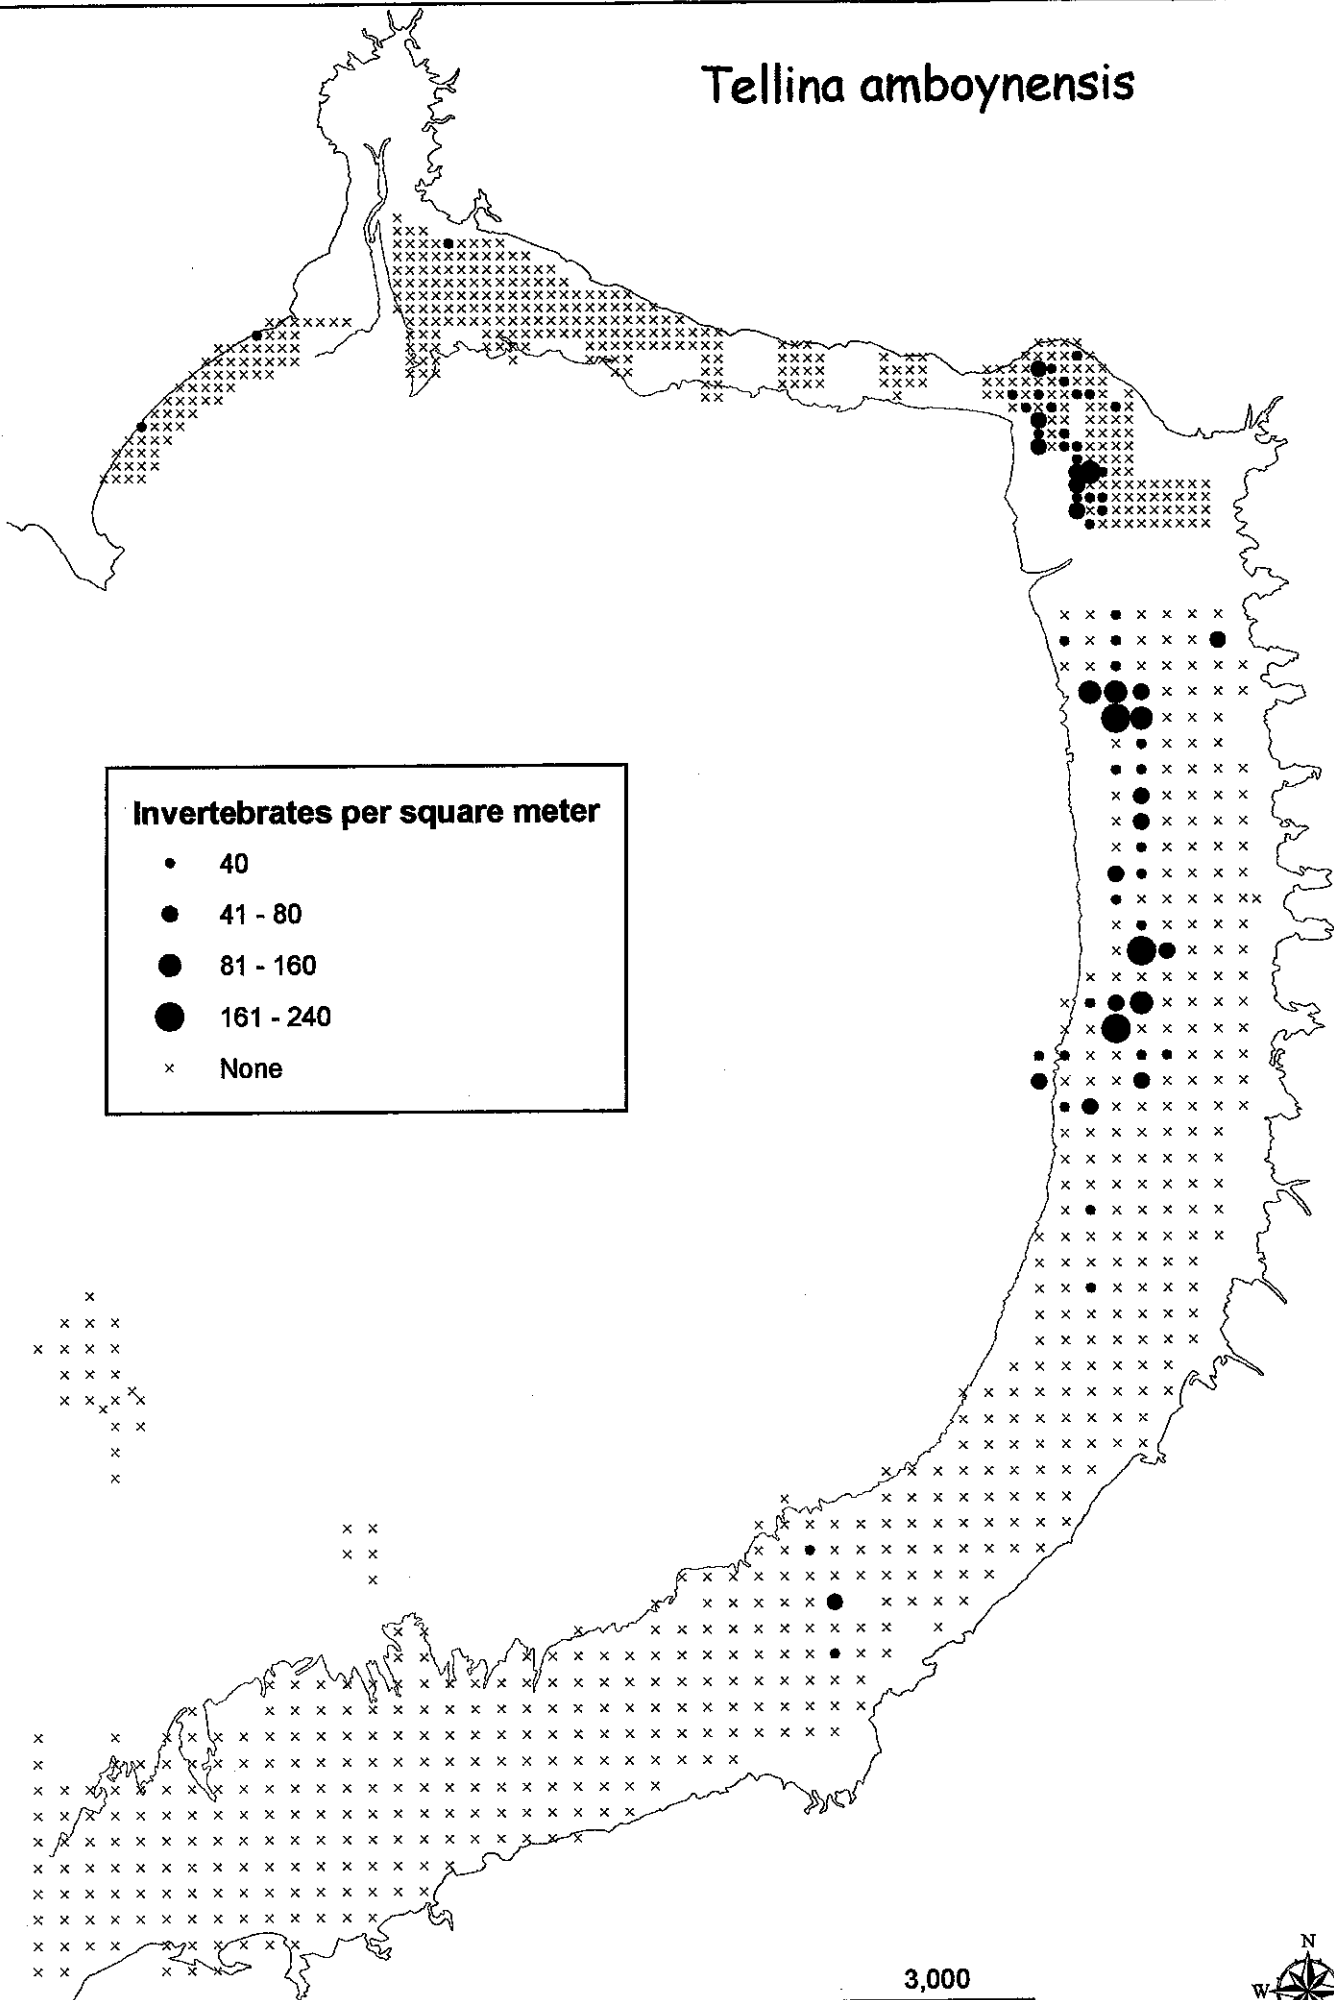 Tellina amboynensis
Invertebrates per square meter
40
41 - 80
81 - 160
161 - 240
None
3,000
N
W